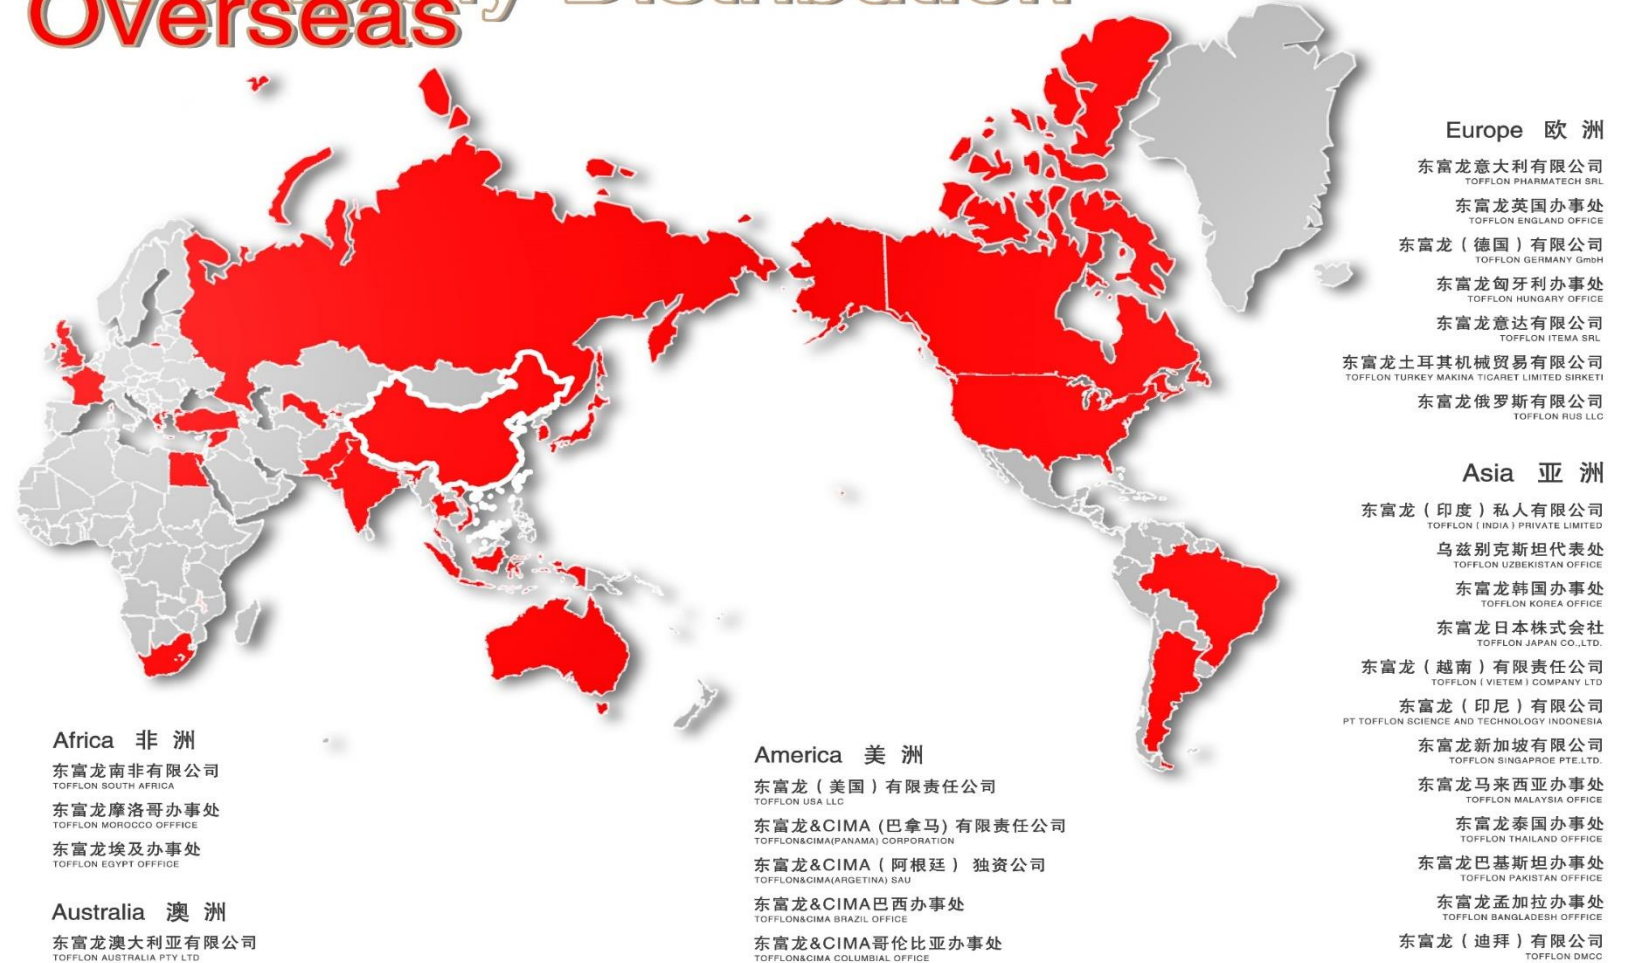 Distribution
Overseas
Europe 欧 洲
东富龙意大利有限公司
TOFFLON PHARMATECH SRL
东富龙英国办事处
TOFFLON ENGLAND OFFICE
东富龙（德国）有限公司
TOFFLON GERMANY GmbH
东富龙匈牙利办事处
TOFFLON HUNGARY OFFICE
东富龙意达有限公司
TOFFLON ITEMA SRL
东富龙土耳其机械贸易有限公司
TOFFLON TURKEY MAKINA TICARET LIMITED SIRKETI
东富龙俄罗斯有限公司
TOFFLON RUS LLC
Asia 亚 洲
东富龙（印度）私人有限公司
TOFFLON ( INDIA ) PRIVATE LIMITED
乌兹别克斯坦代表处
TOFFLON UZBEKISTAN OFFICE
东富龙韩国办事处
TOFFLON KOREA OFFICE
东富龙日本株式会社
TOFFLON JAPAN CO.,LTD.
东富龙（越南）有限责任公司
TOFFLON ( VIETEM ) COMPANY LTD
东富龙（印尼）有限公司
PT TOFFLON SCIENCE AND TECHNOLOGY INDONESIA
东富龙新加坡有限公司
TOFFLON SINGAPROE PTE.LTD.
东富龙马来西亚办事处
TOFFLON MALAYSIA OFFICE
东富龙泰国办事处
TOFFLON THAILAND OFFFICE
东富龙巴基斯坦办事处
TOFFLON PAKISTAN OFFFICE
东富龙孟加拉办事处
TOFFLON BANGLADESH OFFFICE
东富龙（迪拜）有限公司
TOFFLON DMCC
Africa 非 洲
东富龙南非有限公司
TOFFLON SOUTH AFRICA
东富龙摩洛哥办事处
TOFFLON MOROCCO OFFFICE
东富龙埃及办事处
TOFFLON EGYPT OFFFICE
Australia 澳 洲
东富龙澳大利亚有限公司
TOFFLON AUSTRALIA PTY LTD
America 美 洲
东富龙（美国）有限责任公司
TOFFLON USA LLC
东富龙&CIMA (巴拿马) 有限责任公司
TOFFLON&CIMA(PANAMA) CORPORATION
东富龙&CIMA（阿根廷） 独资公司
TOFFLON&CIMA(ARGETINA) SAU
东富龙&CIMA巴西办事处
TOFFLON&CIMA BRAZIL OFFICE
东富龙&CIMA哥伦比亚办事处
TOFFLON&CIMA COLUMBIAL OFFICE